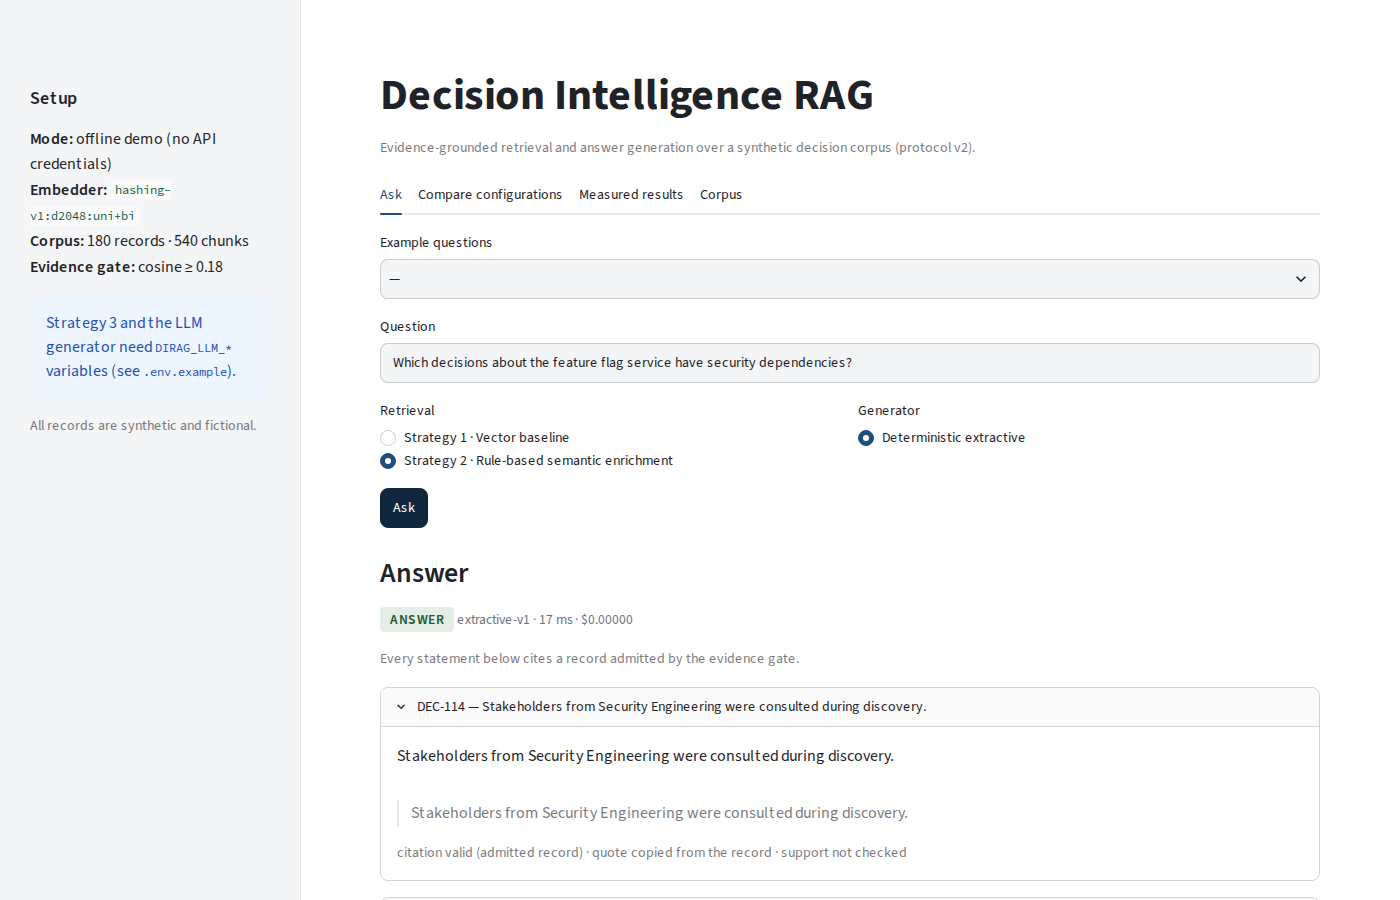 Setup
Mode: offline demo (no API
credentials)
Embedder: hashing-
v1:d2048:uni+bi
Corpus: 180 records · 540 chunks
Evidence gate: cosine ≥ 0.18
Strategy 3 and the LLM
generator need DIRAG_LLM_*
variables (see .env.example).
All records are synthetic and fictional.
Decision Intelligence RAG
Evidence-grounded retrieval and answer generation over a synthetic decision corpus (protocol v2).
Ask Compare configurations Measured results Corpus
Example questions
—
Question
Which decisions about the feature flag service have security dependencies?
Retrieval
Strategy 1 · Vector baseline
Strategy 2 · Rule-based semantic enrichment
Generator
Deterministic extractive
Ask
Answer
ANSWER extractive-v1 · 17 ms · $0.00000
Every statement below cites a record admitted by the evidence gate.
DEC-114 — Stakeholders from Security Engineering were consulted during discovery.
Stakeholders from Security Engineering were consulted during discovery.
Stakeholders from Security Engineering were consulted during discovery.
citation valid (admitted record) · quote copied from the record · support not checked